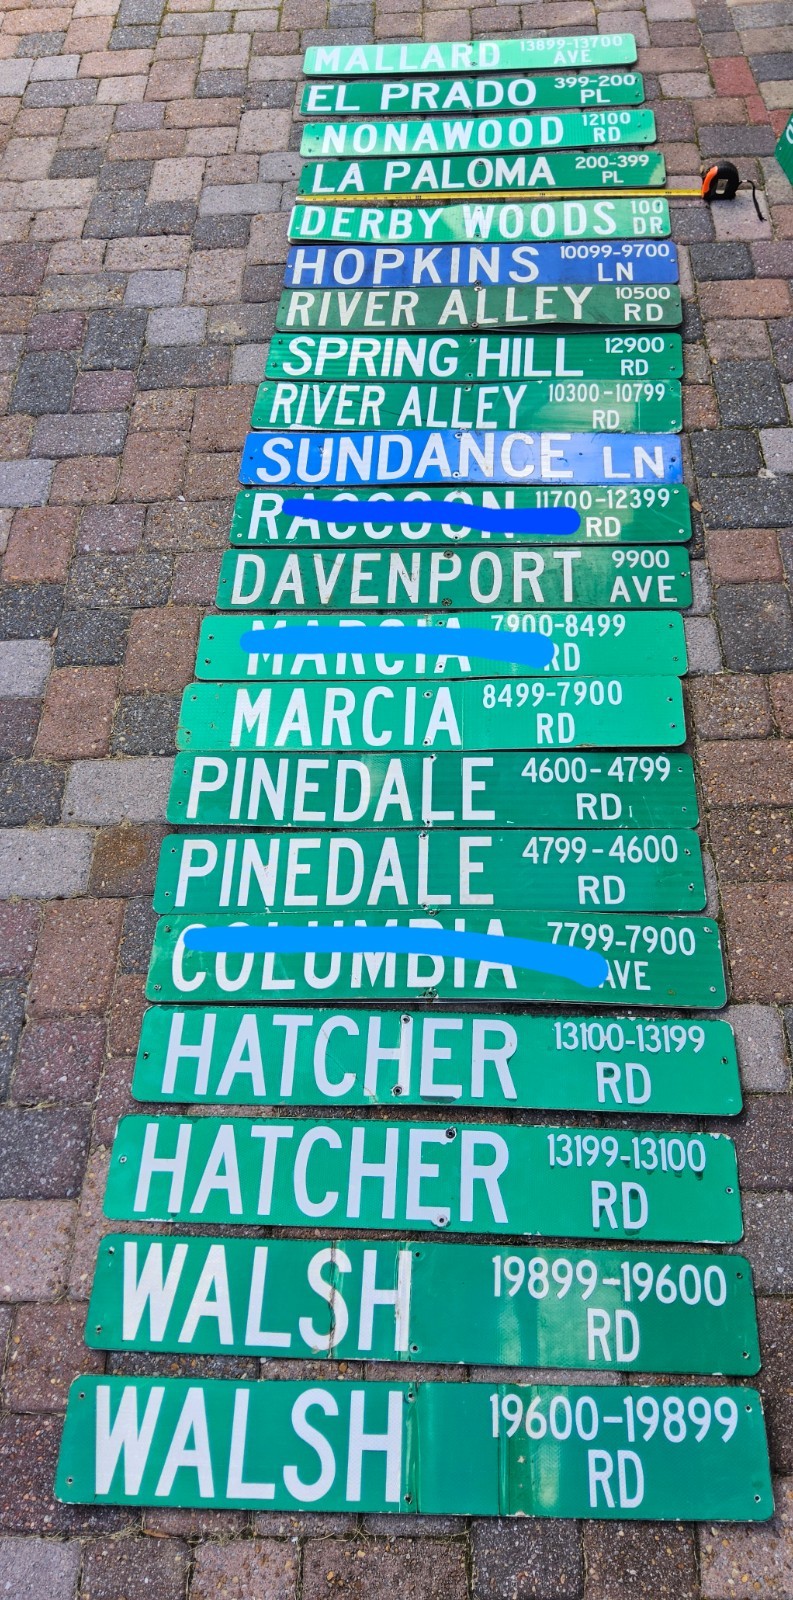 MALLARD 13899-13700
AVE
EL PRADO 399-200
PL
NONAWOOD 12100
RD
LA PALOMA 200-399
PL
DERBY WOODS 100
DR
HOPKINS 10099-9700
LN
RIVER ALLEY 10500
RD
SPRING HILL 12900
RD
RIVER ALLEY 10300-10799
RD
SUNDANCE LN
RACCOON 11700-12399
RD
DAVENPORT 9900
AVE
MARCIA 7900-8499
RD
MARCIA 8499-7900
RD
PINEDALE 4600-4799
RD
PINEDALE 4799-4600
RD
COLUMBIA 7799-7900
AVE
HATCHER 13100-13199
RD
HATCHER 13199-13100
RD
WALSH 19899-19600
RD
WALSH 19600-19899
RD